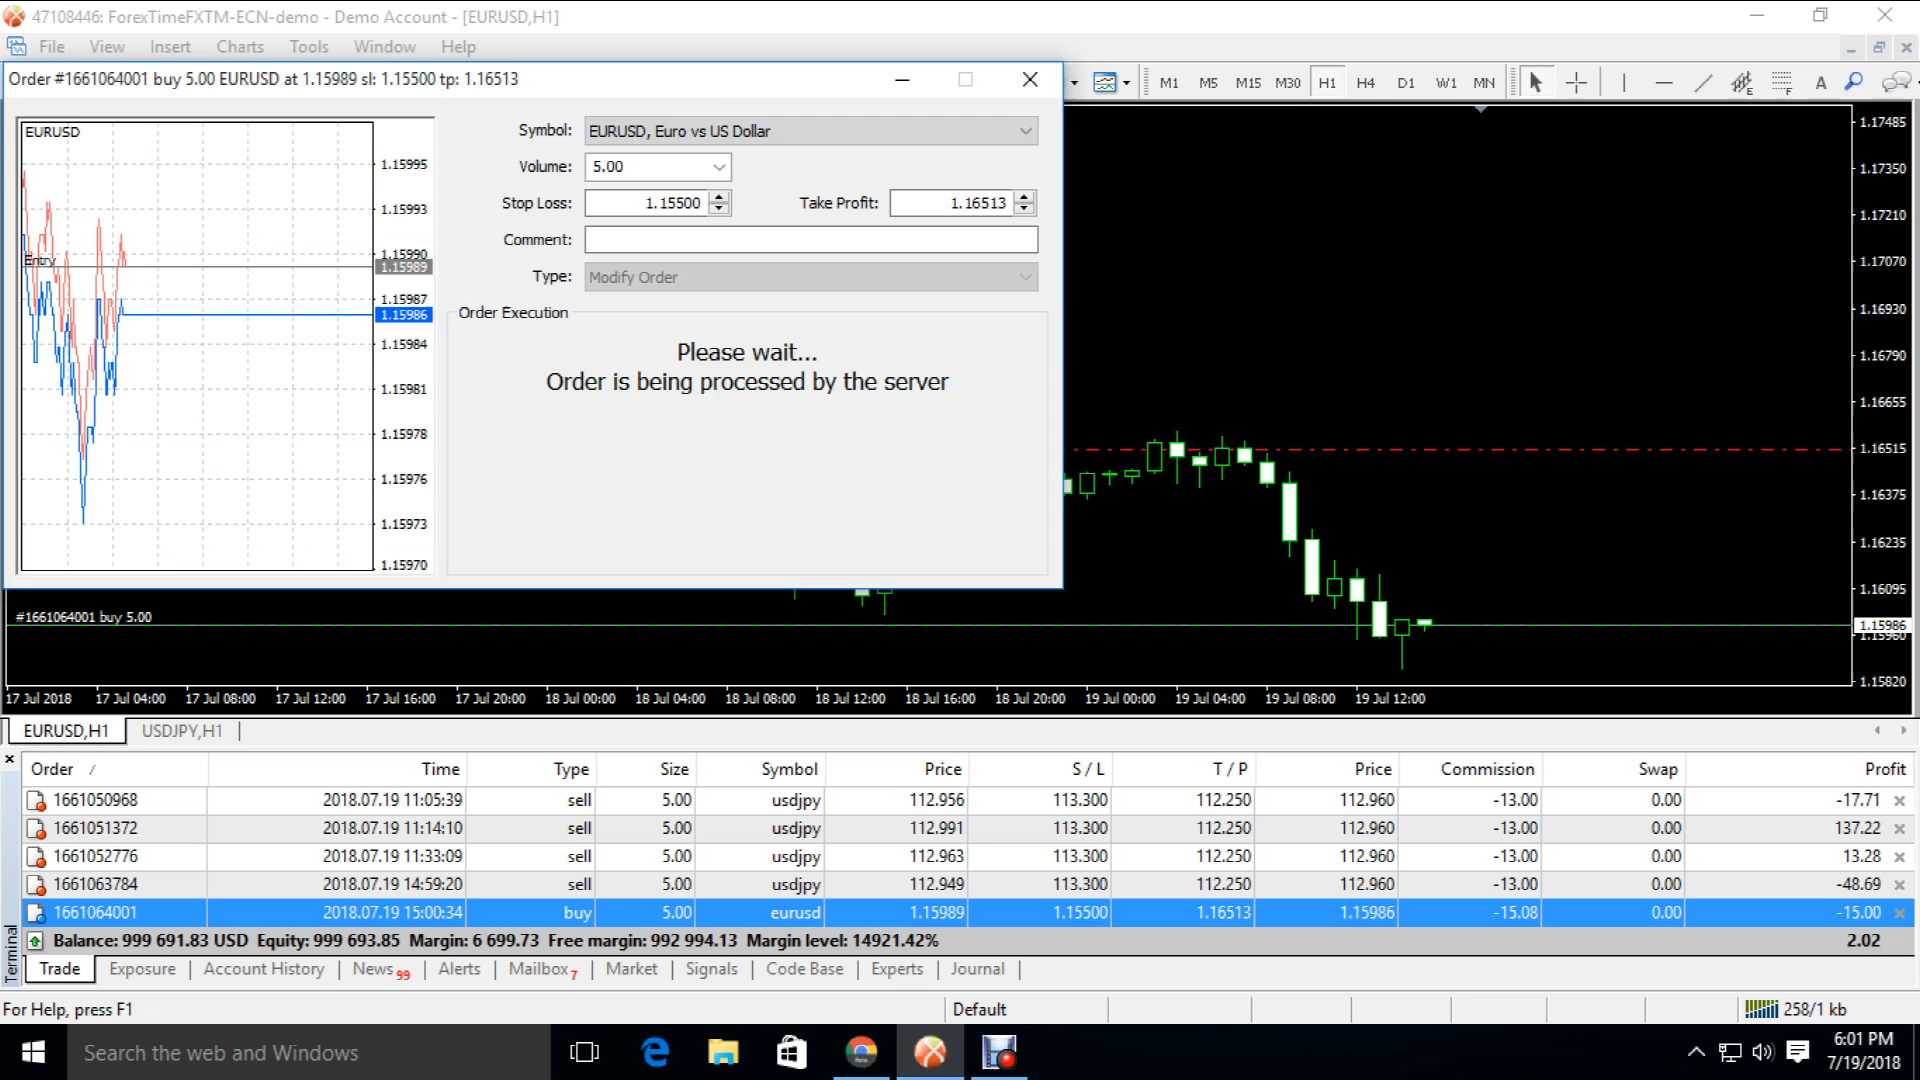 47108446: ForexTimeFXTM-ECN-demo - Demo Account - [EURUSD,H1]
File View Insert Charts Tools Window Help
Order #1661064001 buy 5.00 EURUSD at 1.15989 sl: 1.15500 tp: 1.16513
M1 M5 M15 M30 H1 H4 D1 W1 MN E F A
EURUSD
1.15995
1.15993
1.15990
1.15989
1.15987
1.15986
1.15984
1.15981
1.15978
1.15976
1.15973
1.15970
Entry
Symbol: EURUSD, Euro vs US Dollar
Volume: 5.00
Stop Loss: 1.15500 Take Profit: 1.16513
Comment:
Type: Modify Order
Order Execution
Please wait...
Order is being processed by the server
1.17485
1.17350
1.17210
1.17070
1.16930
1.16790
1.16655
1.16515
1.16375
1.16235
1.16095
1.15986
1.15960
1.15820
#1661064001 buy 5.00
17 Jul 2018 17 Jul 04:00 17 Jul 08:00 17 Jul 12:00 17 Jul 16:00 17 Jul 20:00 18 Jul 00:00 18 Jul 04:00 18 Jul 08:00 18 Jul 12:00 18 Jul 16:00 18 Jul 20:00 19 Jul 00:00 19 Jul 04:00 19 Jul 08:00 19 Jul 12:00
EURUSD,H1 USDJPY,H1
Order / Time Type Size Symbol Price S / L T / P Price Commission Swap Profit
1661050968 2018.07.19 11:05:39 sell 5.00 usdjpy 112.956 113.300 112.250 112.960 -13.00 0.00 -17.71
1661051372 2018.07.19 11:14:10 sell 5.00 usdjpy 112.991 113.300 112.250 112.960 -13.00 0.00 137.22
1661052776 2018.07.19 11:33:09 sell 5.00 usdjpy 112.963 113.300 112.250 112.960 -13.00 0.00 13.28
1661063784 2018.07.19 14:59:20 sell 5.00 usdjpy 112.949 113.300 112.250 112.960 -13.00 0.00 -48.69
1661064001 2018.07.19 15:00:34 buy 5.00 eurusd 1.15989 1.15500 1.16513 1.15986 -15.08 0.00 -15.00
Balance: 999 691.83 USD Equity: 999 693.85 Margin: 6 699.73 Free margin: 992 994.13 Margin level: 14921.42% 2.02
Terminal
Trade Exposure Account History News 99 Alerts Mailbox 7 Market Signals Code Base Experts Journal
For Help, press F1 Default 258/1 kb
Search the web and Windows
6:01 PM
7/19/2018